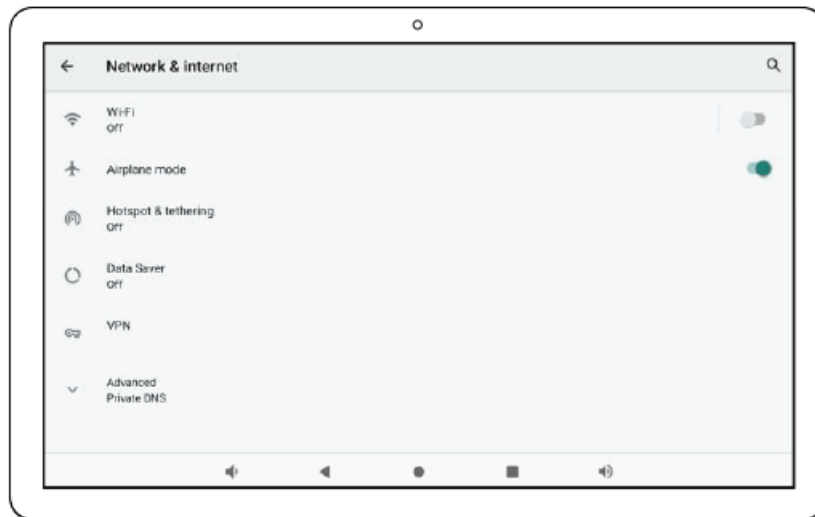 Network & internet
Wi-Fi
Off
Airplane mode
Hotspot & tethering
Off
Data Saver
Off
VPN
Advanced
Private DNS